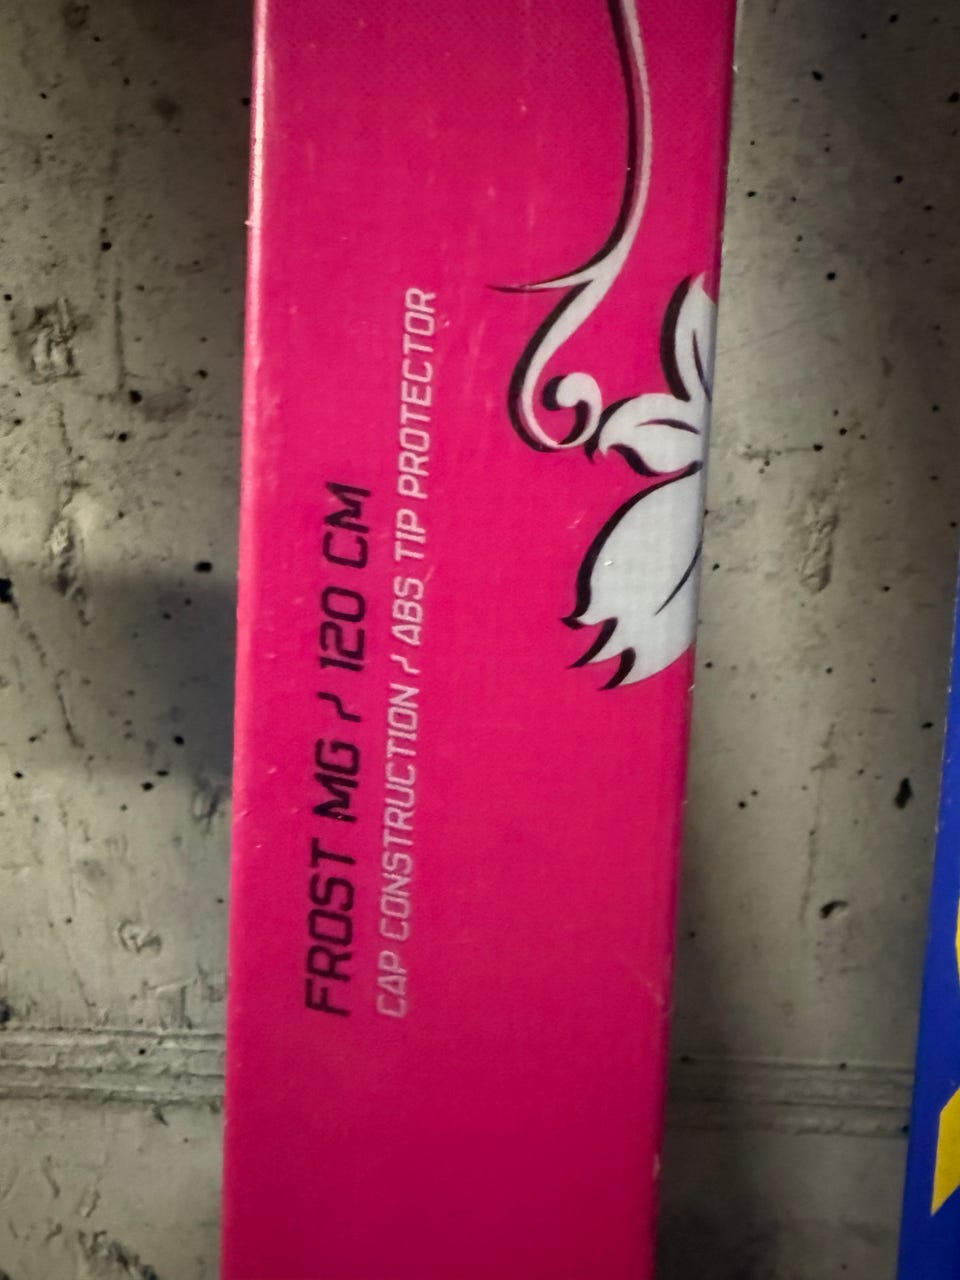 FROST MG / 120 CM
CAP CONSTRUCTION / ABS TIP PROTECTOR